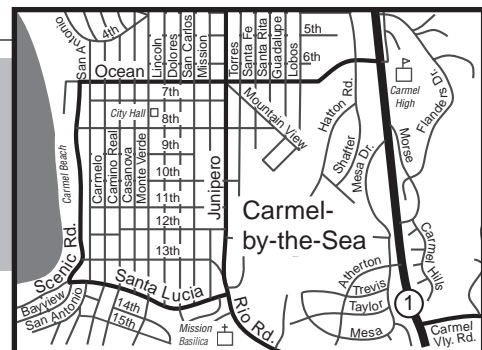 San Antonio
4th
Lincoln
Dolores
San Carlos
Mission
Torres
Santa Fe
Santa Rita
Guadalupe
Lobos
5th
6th
Ocean
7th
City Hall
8th
9th
10th
11th
12th
13th
Mountain View
Hatton Rd.
Carmel
High
Flanders Dr.
Shafter
Mesa Dr.
Morse
Carmel Beach
Carmelo
Camino Real
Casanova
Monte Verde
Junipero
Carmel-
by-the-Sea
Carmel Hills
Scenic Rd.
Santa Lucia
Rio Rd.
Atherton
Trevis
Taylor
Mesa
1
Carmel
Vly. Rd.
Bayview
San Antonio
14th
15th
Mission
Basilica